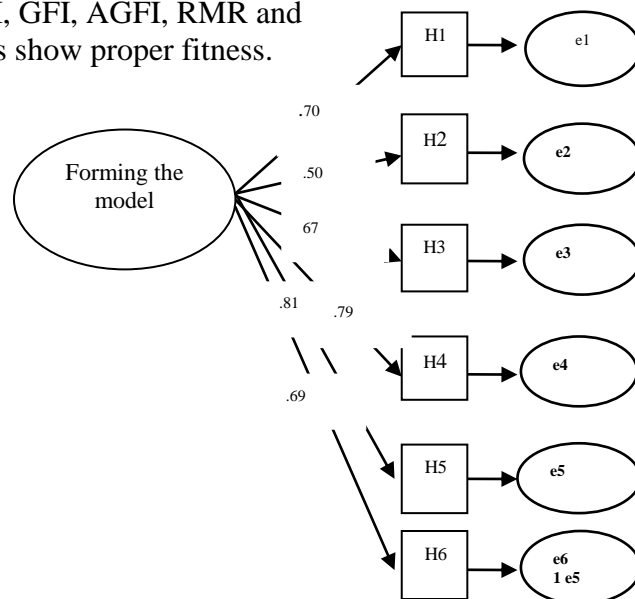 GFI, AGFI, RMR and
s show proper fitness.
H1
e1
.70
H2
e2
Forming the
model
.50
67
H3
e3
.81
.79
H4
e4
.69
H5
e5
H6
e6
1 e5